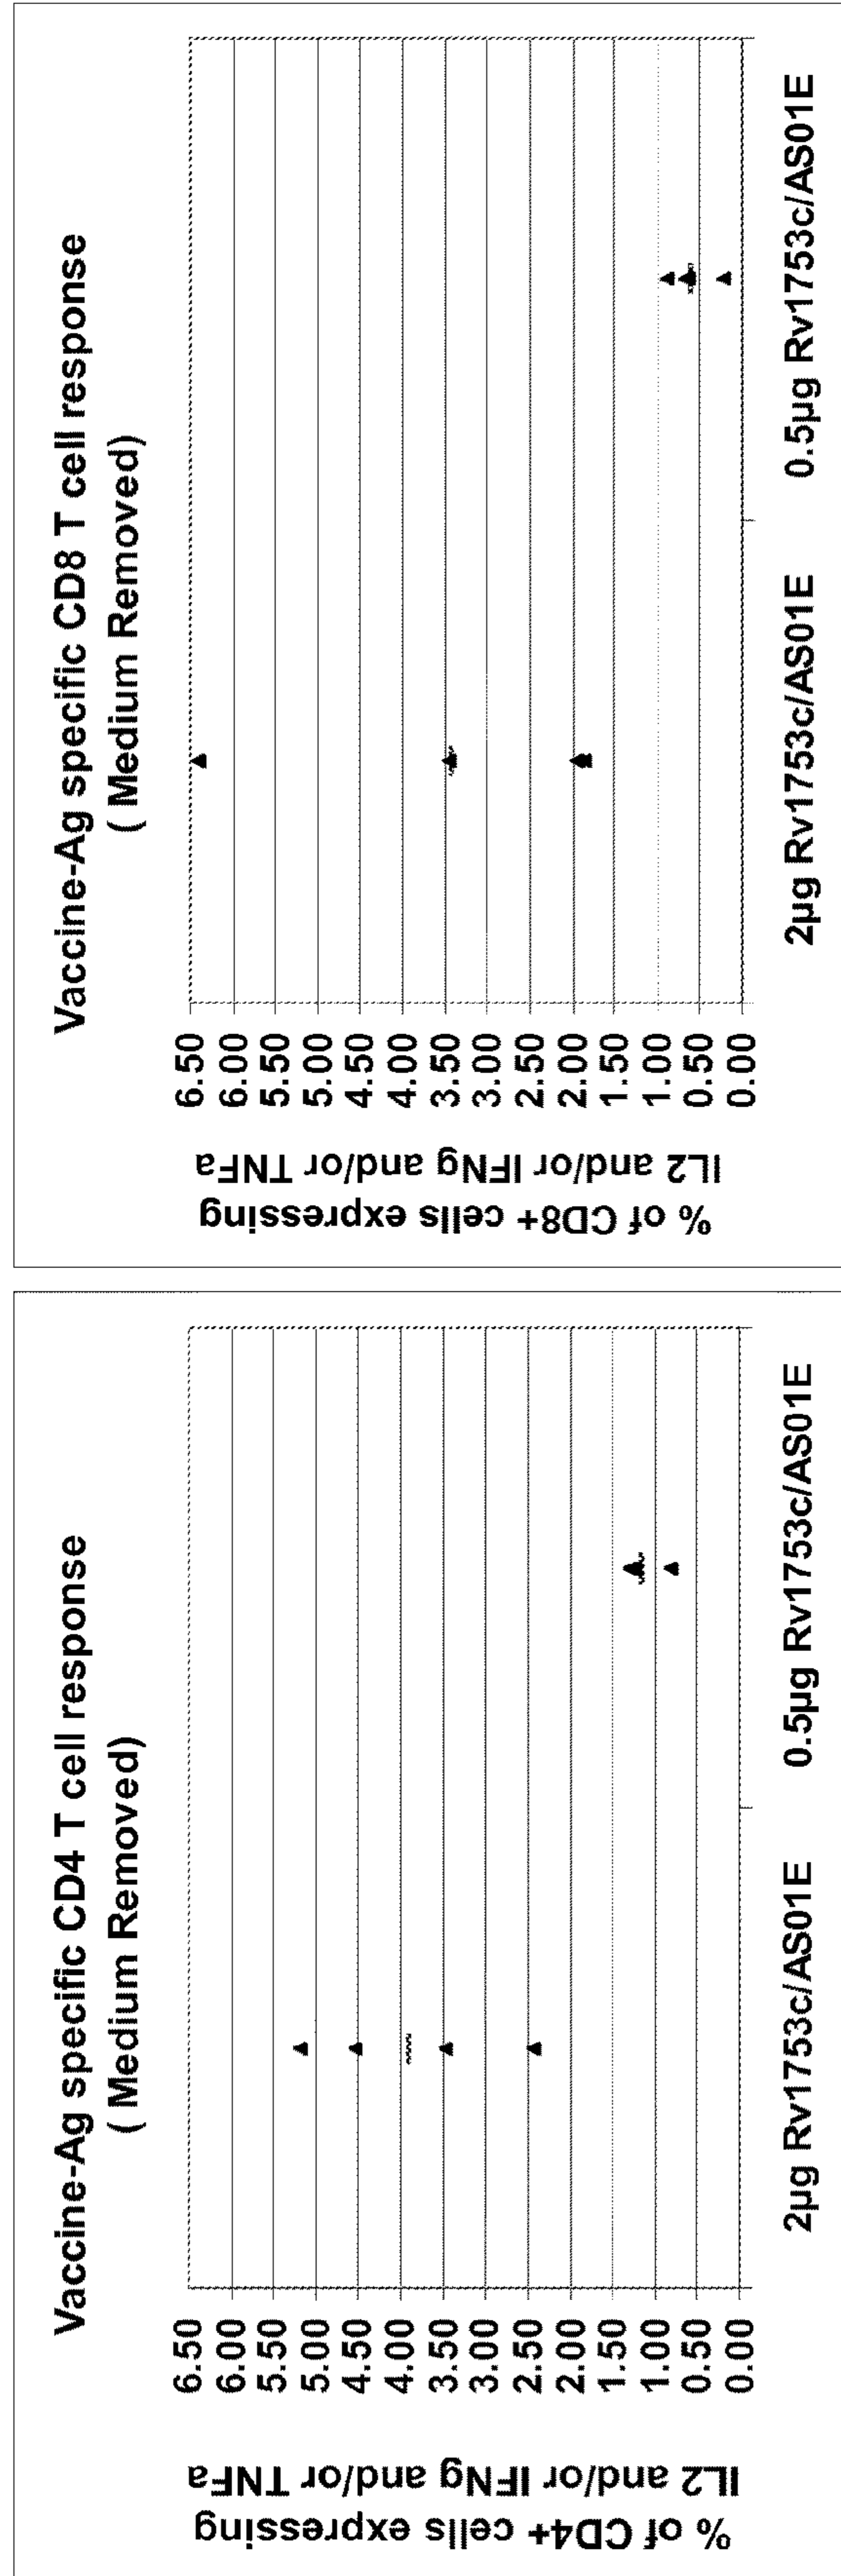 Vaccine-Ag specific CD4 T cell response
( Medium Removed)
% of CD4+ cells expressing
IL2 and/or IFNg and/or TNFa
6.50
6.00
5.50
5.00
4.50
4.00
3.50
3.00
2.50
2.00
1.50
1.00
0.50
0.00
2µg Rv1753c/AS01E
0.5µg Rv1753c/AS01E
Vaccine-Ag specific CD8 T cell response
( Medium Removed)
% of CD8+ cells expressing
IL2 and/or IFNg and/or TNFa
6.50
6.00
5.50
5.00
4.50
4.00
3.50
3.00
2.50
2.00
1.50
1.00
0.50
0.00
2µg Rv1753c/AS01E
0.5µg Rv1753c/AS01E